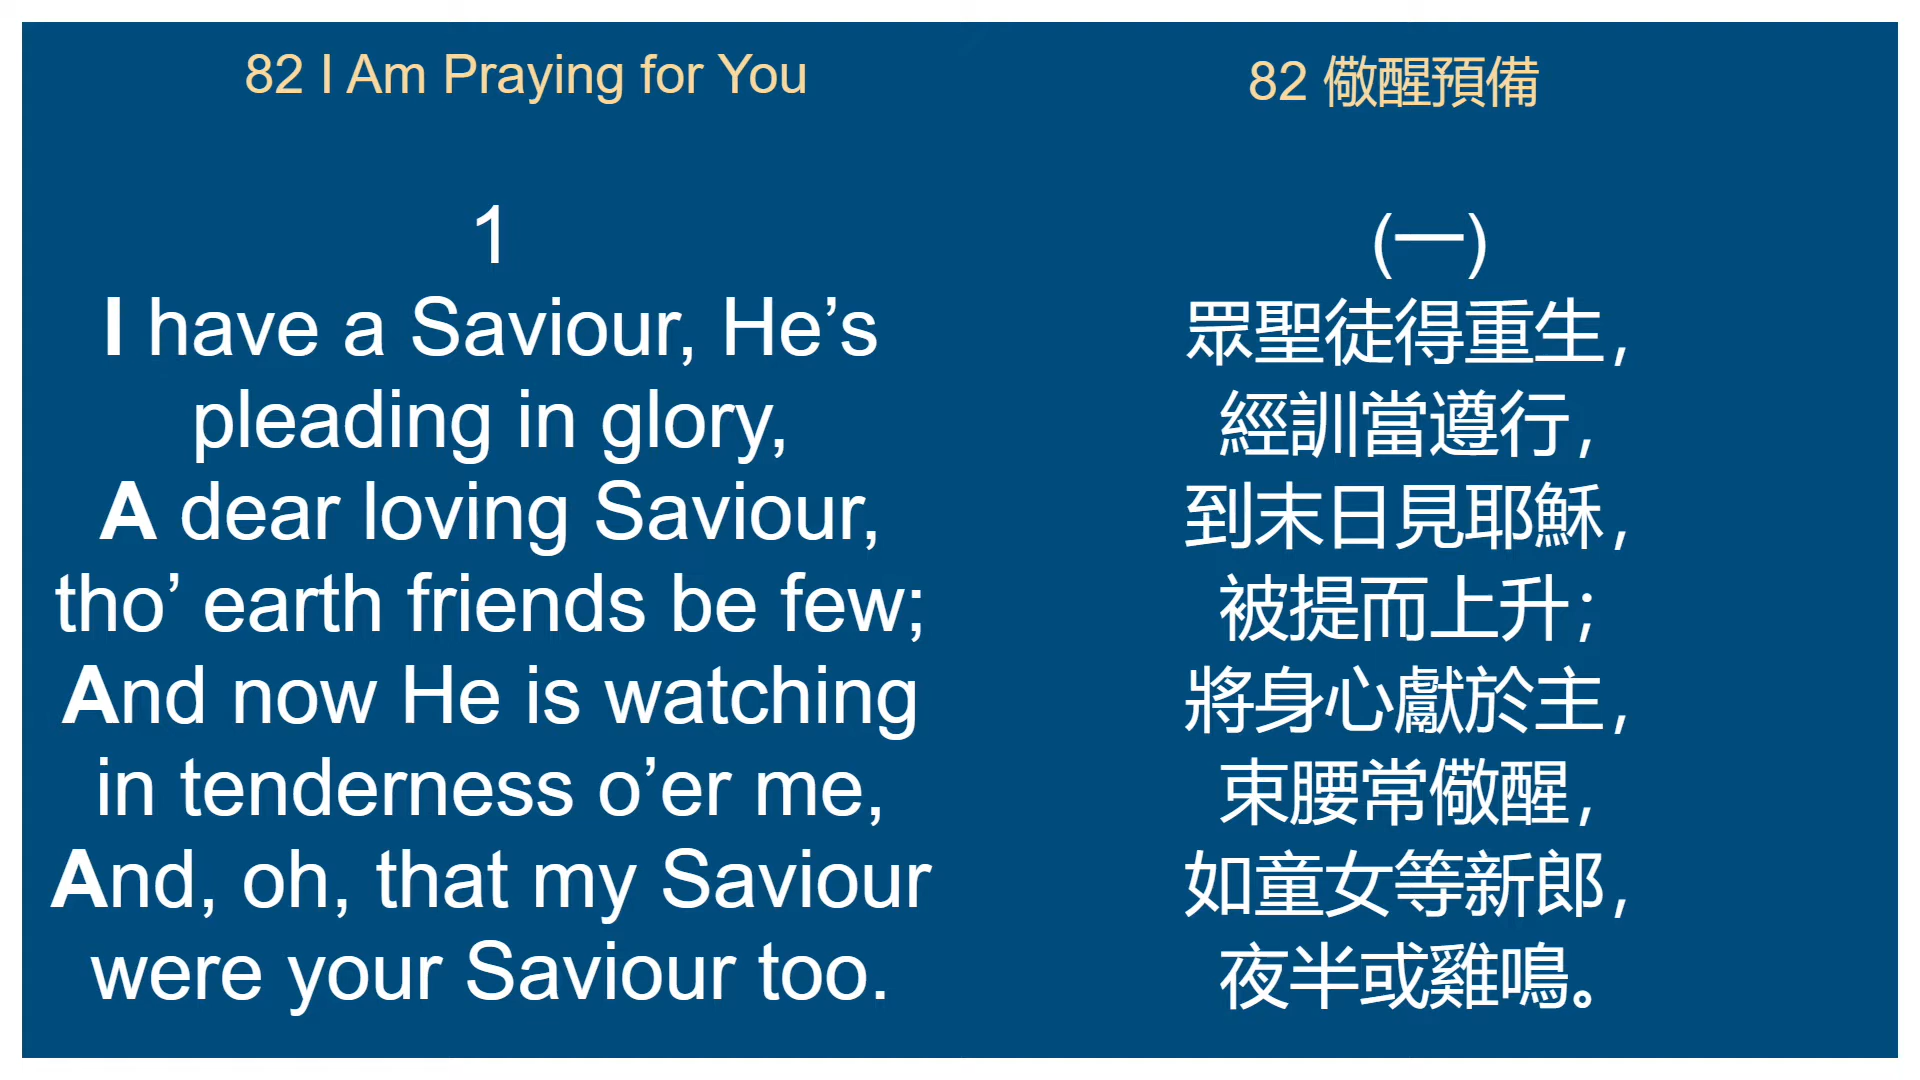 82 I Am Praying for You
1
I have a Saviour, He’s
pleading in glory,
A dear loving Saviour,
tho’ earth friends be few;
And now He is watching
in tenderness o’er me,
And, oh, that my Saviour
were your Saviour too.
82 儆醒預備
(一)
眾聖徒得重生，
經訓當遵行，
到末日見耶穌，
被提而上升；
將身心獻於主，
束腰常儆醒，
如童女等新郎，
夜半或雞鳴。